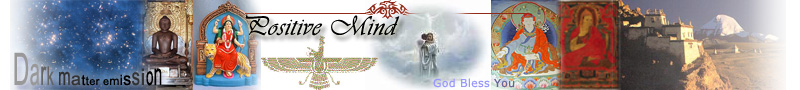 Positive Mind
Dark matter emission
God Bless You